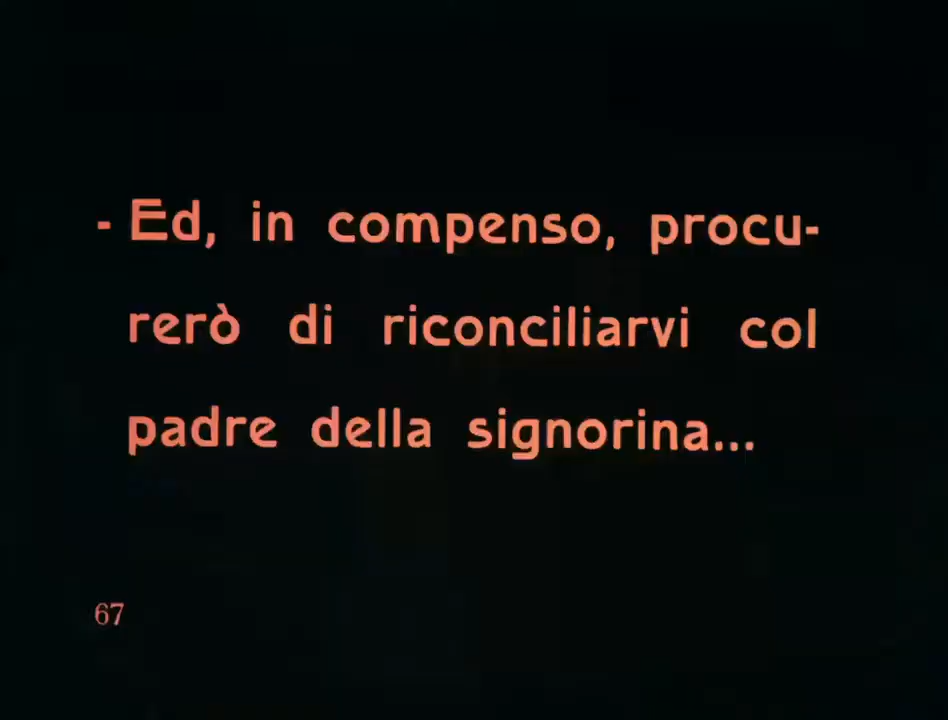 - Ed, in compenso, procu-
rerò di riconciliarvi col
padre della signorina...
67